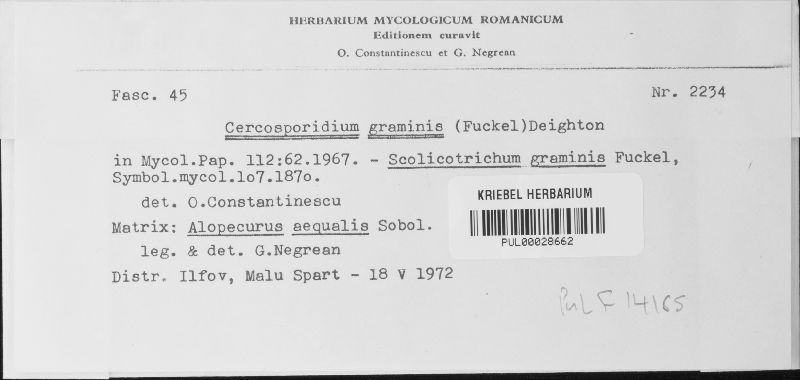 HERBARIUM MYCOLOGICUM ROMANICUM
Editionem curavit
O. Constantinescu et G. Negrean
Fasc. 45
Nr. 2234
Cercosporidium graminis (Fuckel)Deighton
in Mycol.Pap. 112:62.1967. - Scolicotrichum graminis Fuckel,
Symbol.mycol.1o7.187o.
det. O.Constantinescu
Matrix: Alopecurus aequalis Sobol.
leg. & det. G.Negrean
Distr. Ilfov, Malu Spart - 18 V 1972
KRIEBEL HERBARIUM
PUL00028662
PUL F 14165